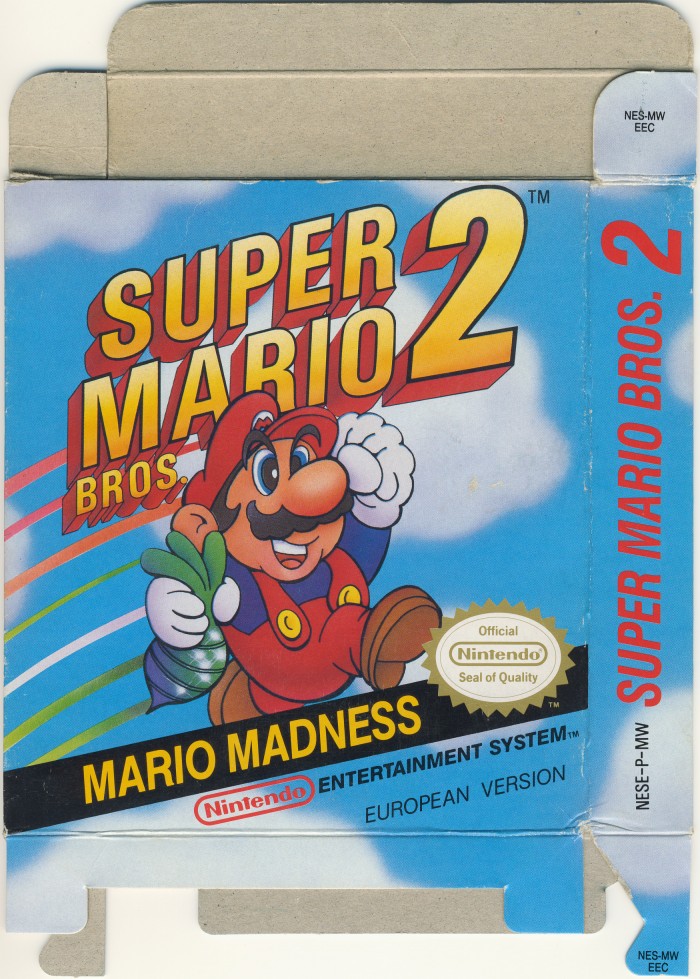 NES-MW
EEC
SUPER
MARIO
BROS.
2
TM
SUPER MARIO BROS. 2
Official
Nintendo®
Seal of Quality
TM
MARIO MADNESS
Nintendo ENTERTAINMENT SYSTEM™
EUROPEAN VERSION
NESE-P-MW
NES-MW
EEC